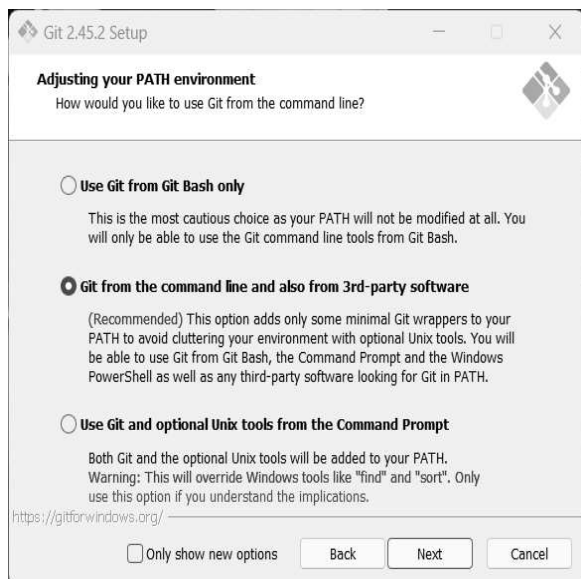 Git 2.45.2 Setup
Adjusting your PATH environment
How would you like to use Git from the command line?
Use Git from Git Bash only
This is the most cautious choice as your PATH will not be modified at all. You
will only be able to use the Git command line tools from Git Bash.
Git from the command line and also from 3rd-party software
(Recommended) This option adds only some minimal Git wrappers to your
PATH to avoid cluttering your environment with optional Unix tools. You will
be able to use Git from Git Bash, the Command Prompt and the Windows
PowerShell as well as any third-party software looking for Git in PATH.
Use Git and optional Unix tools from the Command Prompt
Both Git and the optional Unix tools will be added to your PATH.
Warning: This will override Windows tools like "find" and "sort". Only
use this option if you understand the implications.
https://gitforwindows.org/
Only show new options Back Next Cancel